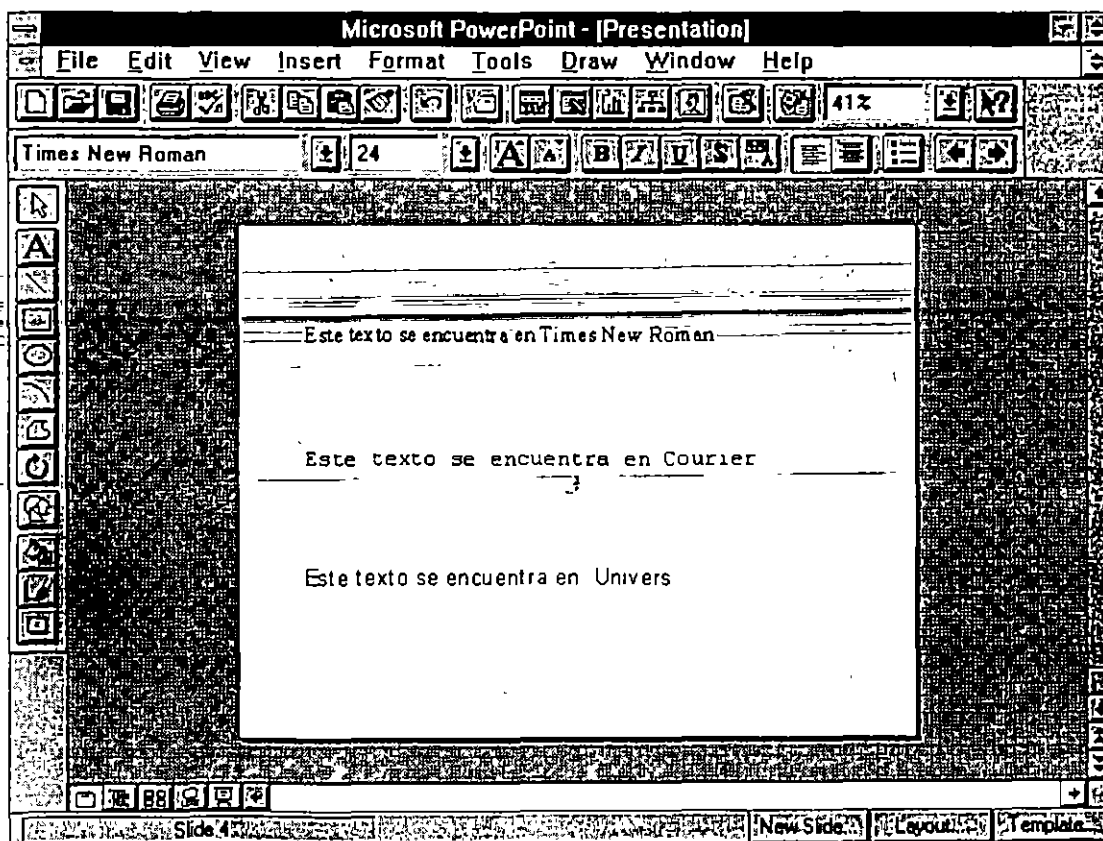 Microsoft PowerPoint - [Presentation]
File Edit View Insert Format Tools Draw Window Help
41%
Times New Roman 24 A A B I U S
A
Este texto se encuentra en Times New Roman
Este texto se encuentra en Courier
Este texto se encuentra en Univers
Slide 4 New Slide... Layout... Template...